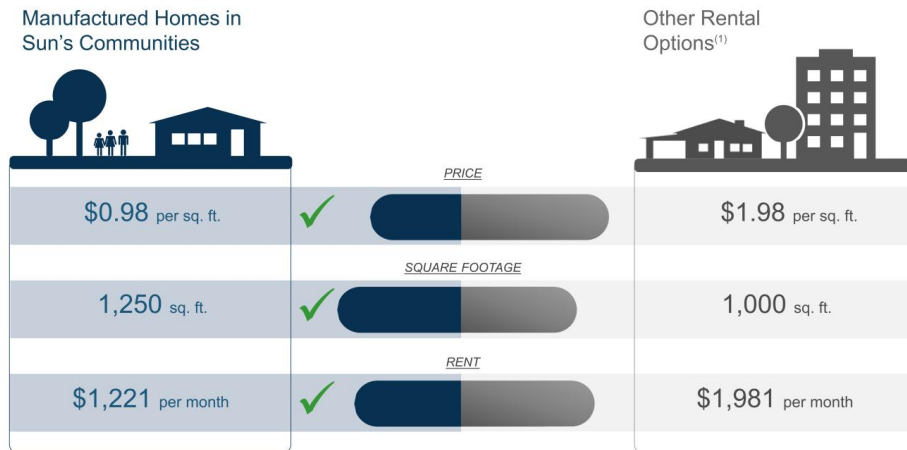 Manufactured Homes in
Sun's Communities
Other Rental
Options(1)
PRICE
$0.98 per sq. ft.
$1.98 per sq. ft.
SQUARE FOOTAGE
1,250 sq. ft.
1,000 sq. ft.
RENT
$1,221 per month
$1,981 per month